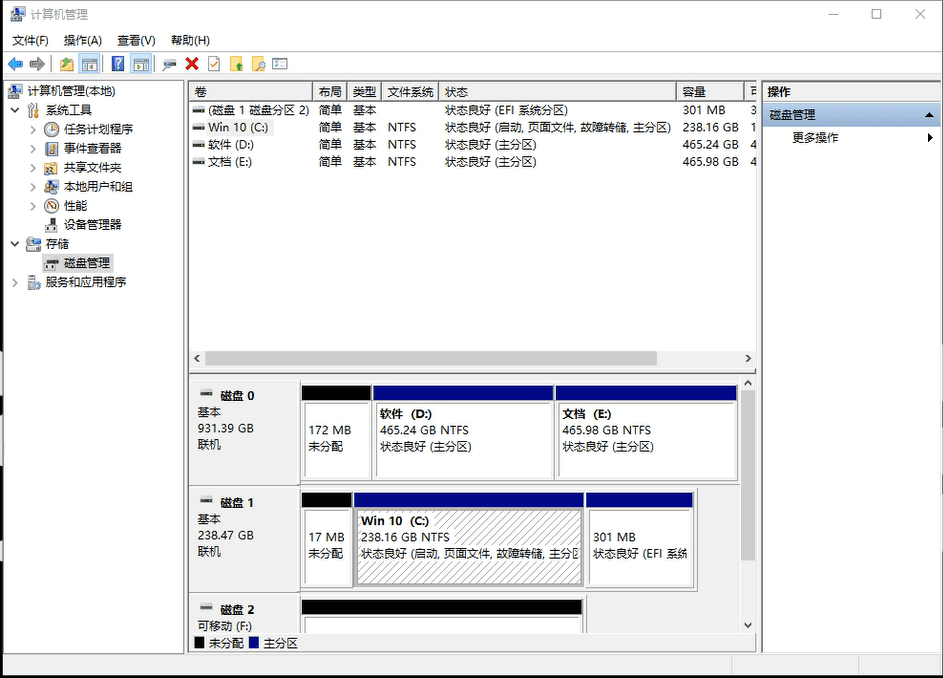 计算机管理
文件(F) 操作(A) 查看(V) 帮助(H)
计算机管理(本地)
系统工具
任务计划程序
事件查看器
共享文件夹
本地用户和组
性能
设备管理器
存储
磁盘管理
服务和应用程序
卷 布局 类型 文件系统 状态 容量
(磁盘 1 磁盘分区 2) 简单 基本 状态良好 (EFI 系统分区) 301 MB 3
Win 10 (C:) 简单 基本 NTFS 状态良好 (启动, 页面文件, 故障转储, 主分区) 238.16 GB 1
软件 (D:) 简单 基本 NTFS 状态良好 (主分区) 465.24 GB 4
文档 (E:) 简单 基本 NTFS 状态良好 (主分区) 465.98 GB 4
磁盘 0
基本
931.39 GB
联机
172 MB
未分配
软件 (D:)
465.24 GB NTFS
状态良好 (主分区)
文档 (E:)
465.98 GB NTFS
状态良好 (主分区)
磁盘 1
基本
238.47 GB
联机
17 MB
未分配
Win 10 (C:)
238.16 GB NTFS
状态良好 (启动, 页面文件, 故障转储, 主分区
301 MB
状态良好 (EFI 系统
磁盘 2
可移动 (F:)
未分配 主分区
操作
磁盘管理
更多操作